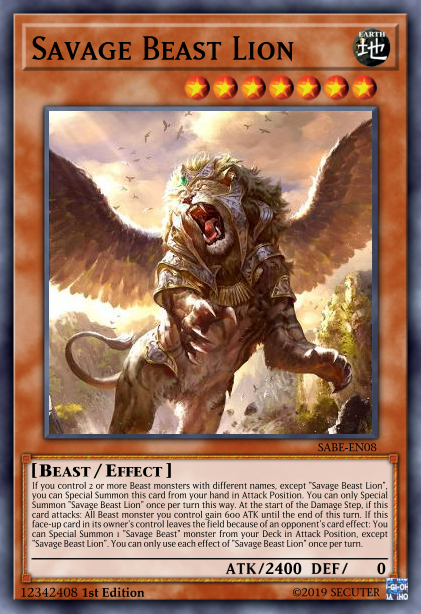 Savage Beast Lion
EARTH
地
SABE-EN08
[Beast / Effect]
If you control 2 or more Beast monsters with different names, except "Savage Beast Lion",
you can Special Summon this card from your hand in Attack Position. You can only Special
Summon "Savage Beast Lion" once per turn this way. At the start of the Damage Step, if this
card attacks: All Beast monster you control gain 600 ATK until the end of this turn. If this
face-up card in its owner's control leaves the field because of an opponent's card effect: You
can Special Summon 1 "Savage Beast" monster from your Deck in Attack Position, except
"Savage Beast Lion". You can only use each effect of "Savage Beast Lion" once per turn.
ATK/2400 DEF/ 0
12342408 1st Edition
©2019 SECUTER